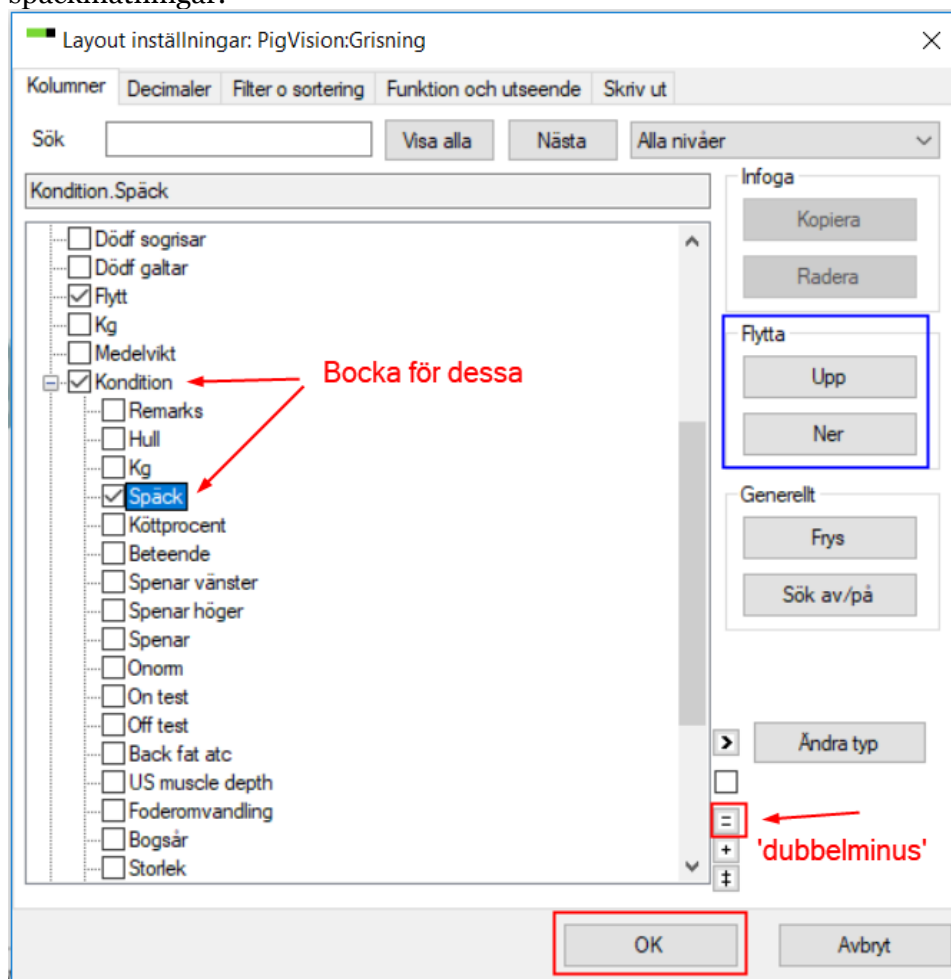 späckmätningar.
Layout inställningar: PigVision:Grisning
Kolumner Decimaler Filter o sortering Funktion och utseende Skriv ut
Sök Visa alla Nästa Alla nivåer
Kondition.Späck
Infoga
Kopiera
Radera
Flytta
Upp
Ner
Generellt
Frys
Sök av/på
Dödf sogrisar
Dödf galtar
Flytt
Kg
Medelvikt
Kondition
Bocka för dessa
Remarks
Hull
Kg
Späck
Köttprocent
Beteende
Spenar vänster
Spenar höger
Spenar
Onorm
On test
Off test
Back fat atc
US muscle depth
Foderomvandling
Bogsår
Storlek
> Ändra typ
=
+
‡
'dubbelminus'
OK Avbryt